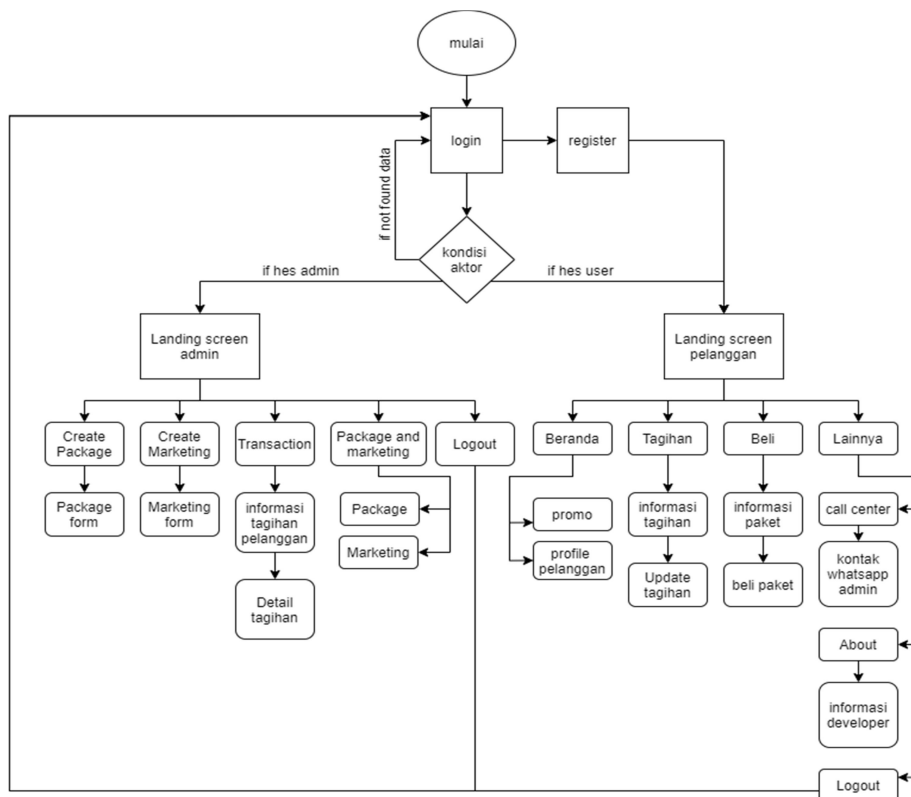 mulai
login
register
if not found data
kondisi
aktor
if hes admin
if hes user
Landing screen
admin
Landing screen
pelanggan
Create
Package
Create
Marketing
Transaction
Package and
marketing
Logout
Beranda
Tagihan
Beli
Lainnya
Package
form
Marketing
form
informasi
tagihan
pelanggan
Package
Marketing
Detail
tagihan
promo
profile
pelanggan
informasi
tagihan
Update
tagihan
informasi
paket
beli paket
call center
kontak
whatsapp
admin
About
informasi
developer
Logout